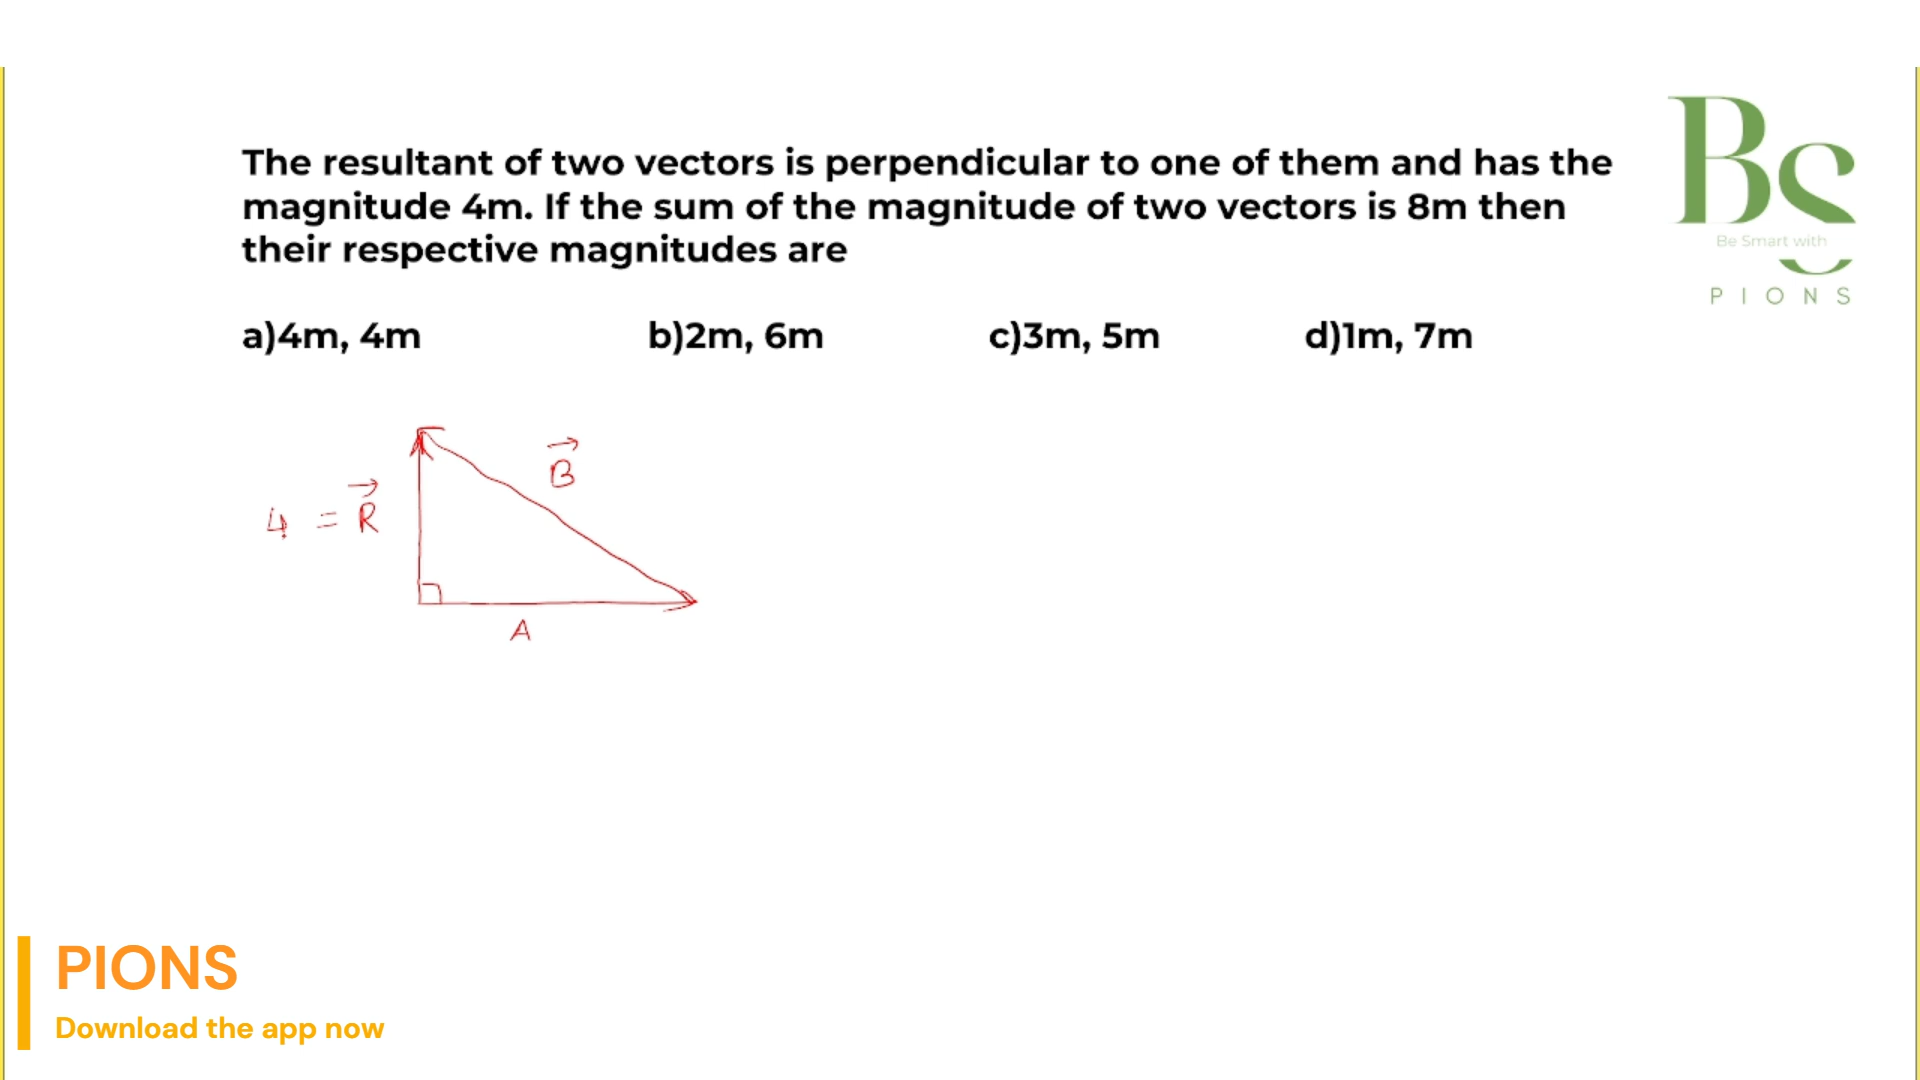 The resultant of two vectors is perpendicular to one of them and has the
magnitude 4m. If the sum of the magnitude of two vectors is 8m then
their respective magnitudes are
a)4m, 4m b)2m, 6m c)3m, 5m d)1m, 7m
Bs
Be Smart with
PIONS
B
4 = R
A
PIONS
Download the app now